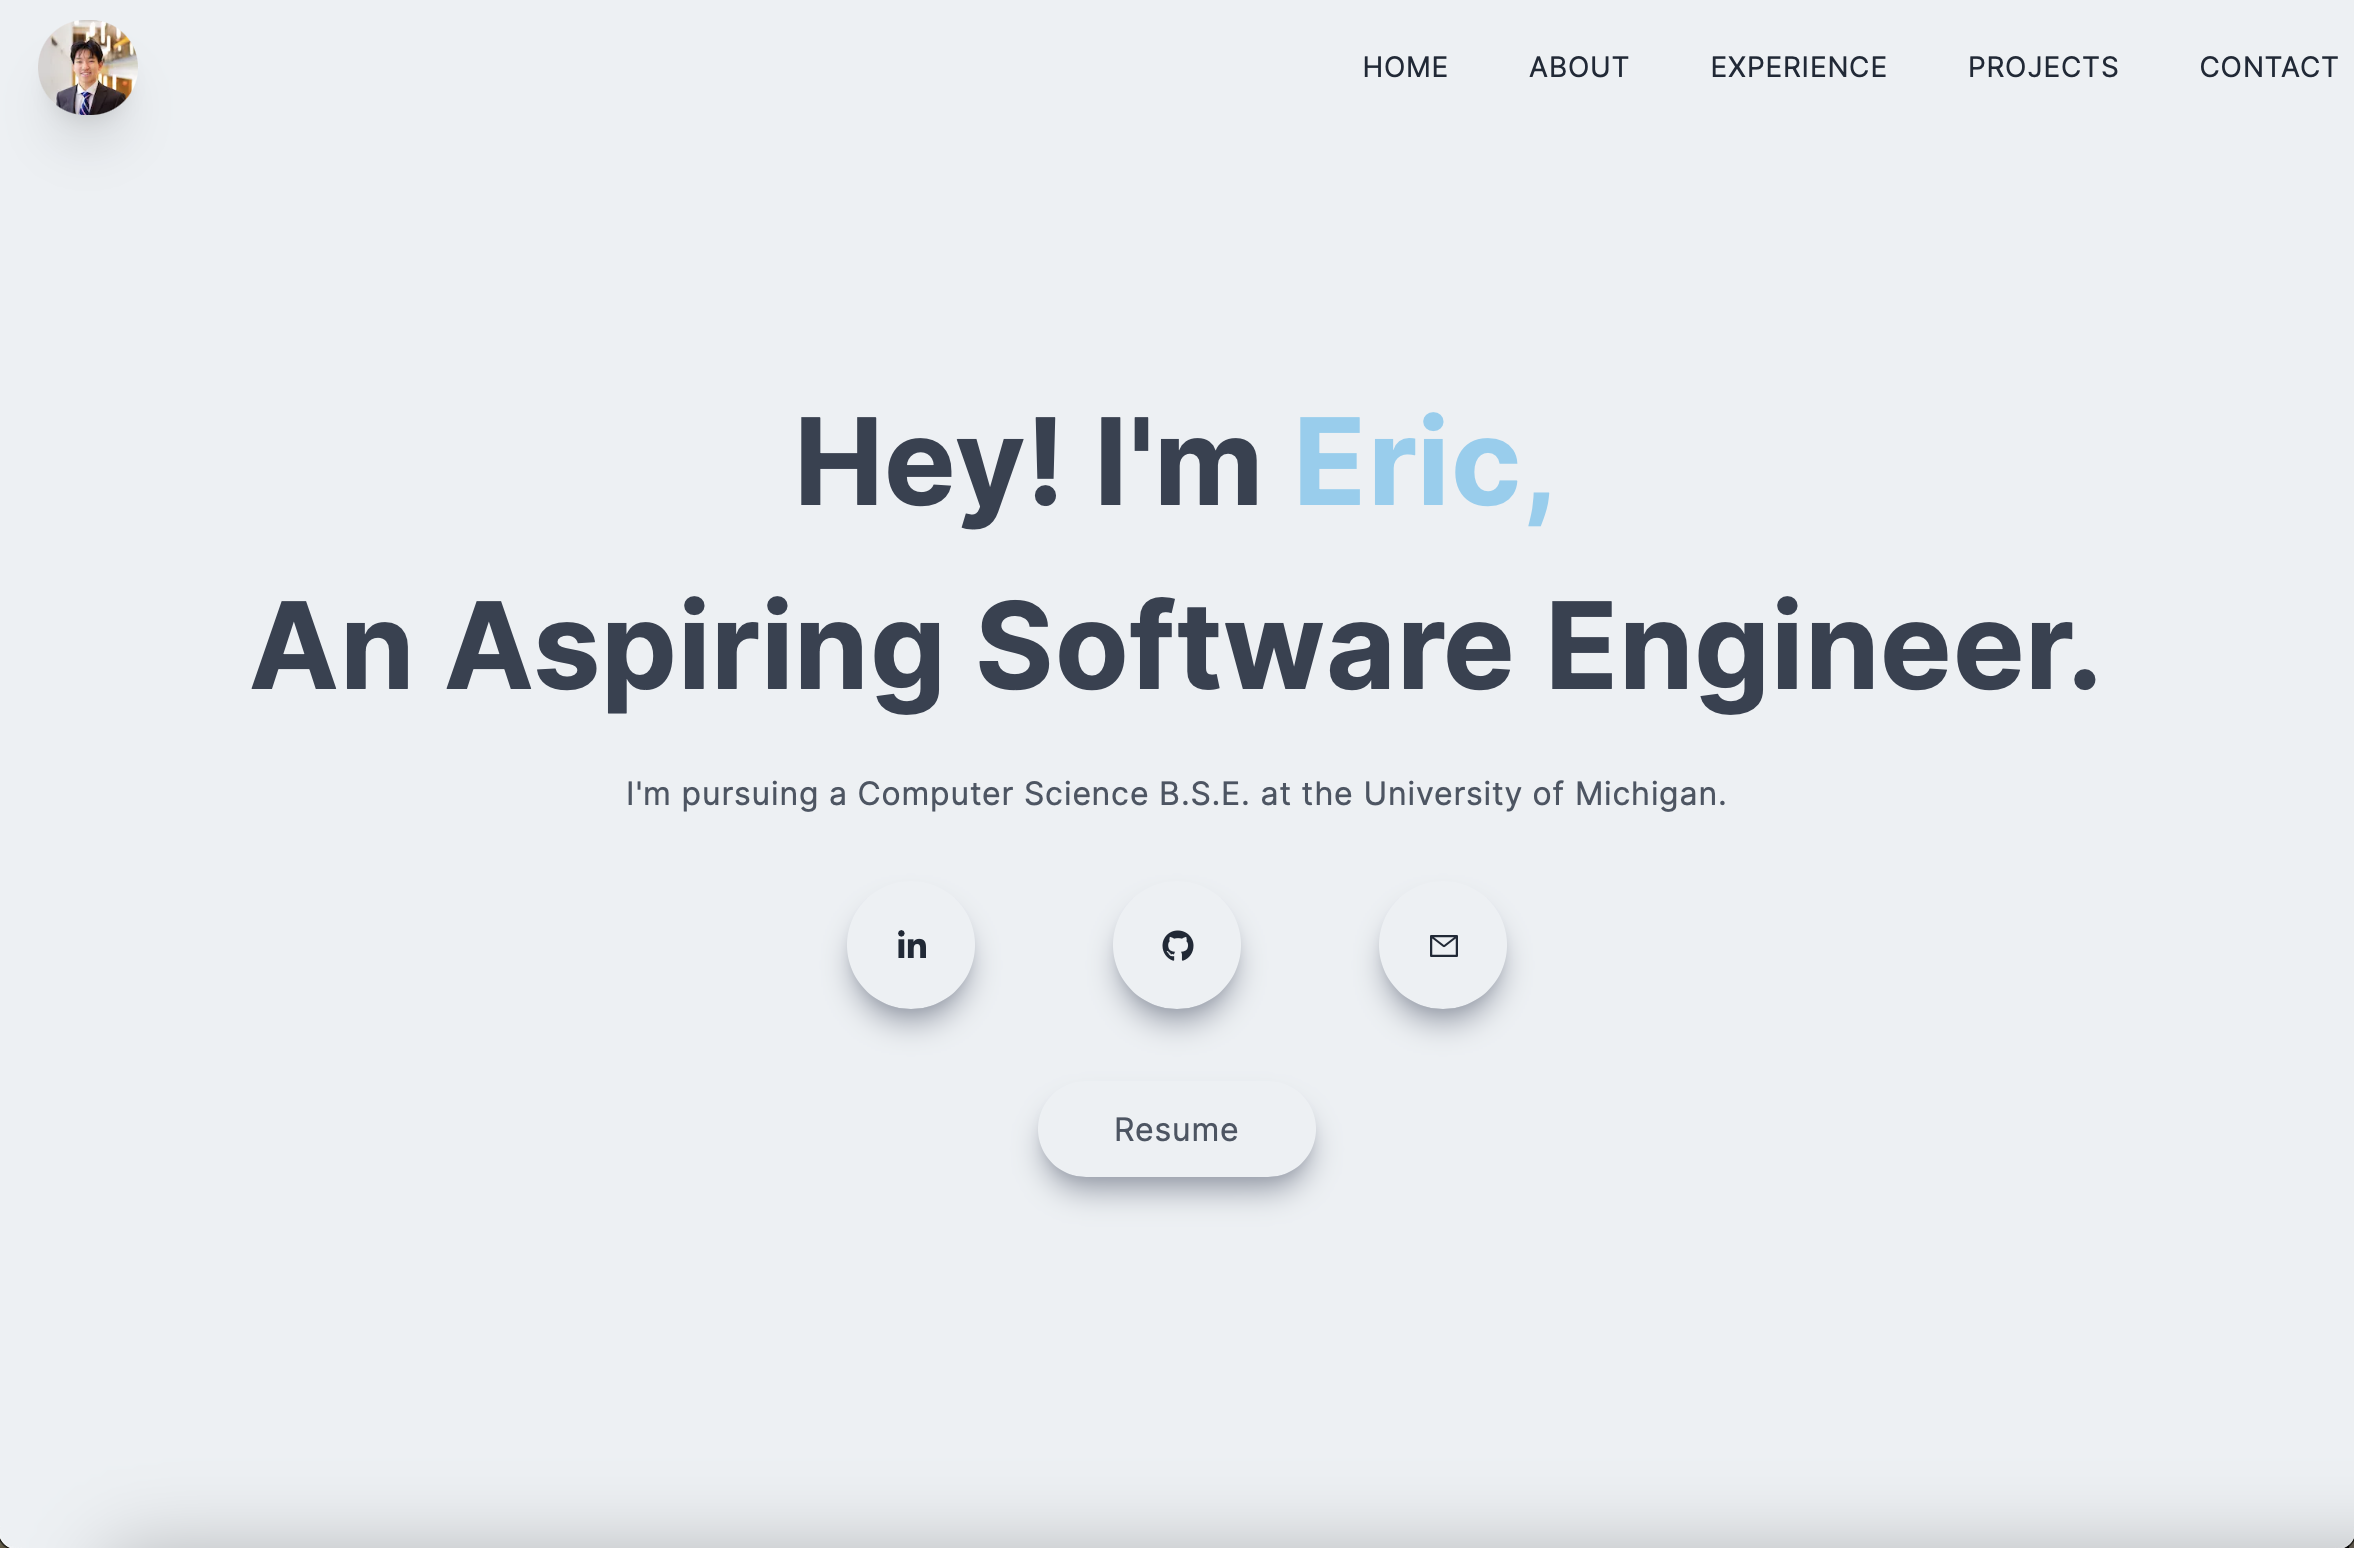 HOME ABOUT EXPERIENCE PROJECTS CONTACT
Hey! I'm Eric,
An Aspiring Software Engineer.
I'm pursuing a Computer Science B.S.E. at the University of Michigan.
in
Resume